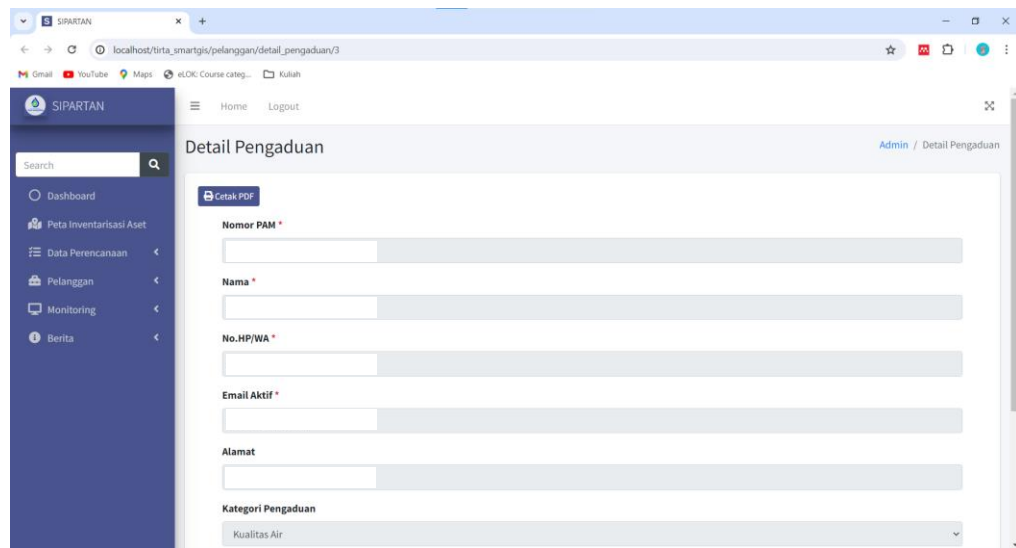 SIPARTAN
localhost/tirta_smartgis/pelanggan/detail_pengaduan/3
Gmail YouTube Maps eLOK: Course categ... Kuliah
SIPARTAN
Home Logout
Detail Pengaduan
Admin / Detail Pengaduan
Search
Dashboard
Peta Inventarisasi Aset
Data Perencanaan
Pelanggan
Monitoring
Berita
Cetak PDF
Nomor PAM *
Nama *
No.HP/WA *
Email Aktif *
Alamat
Kategori Pengaduan
Kualitas Air